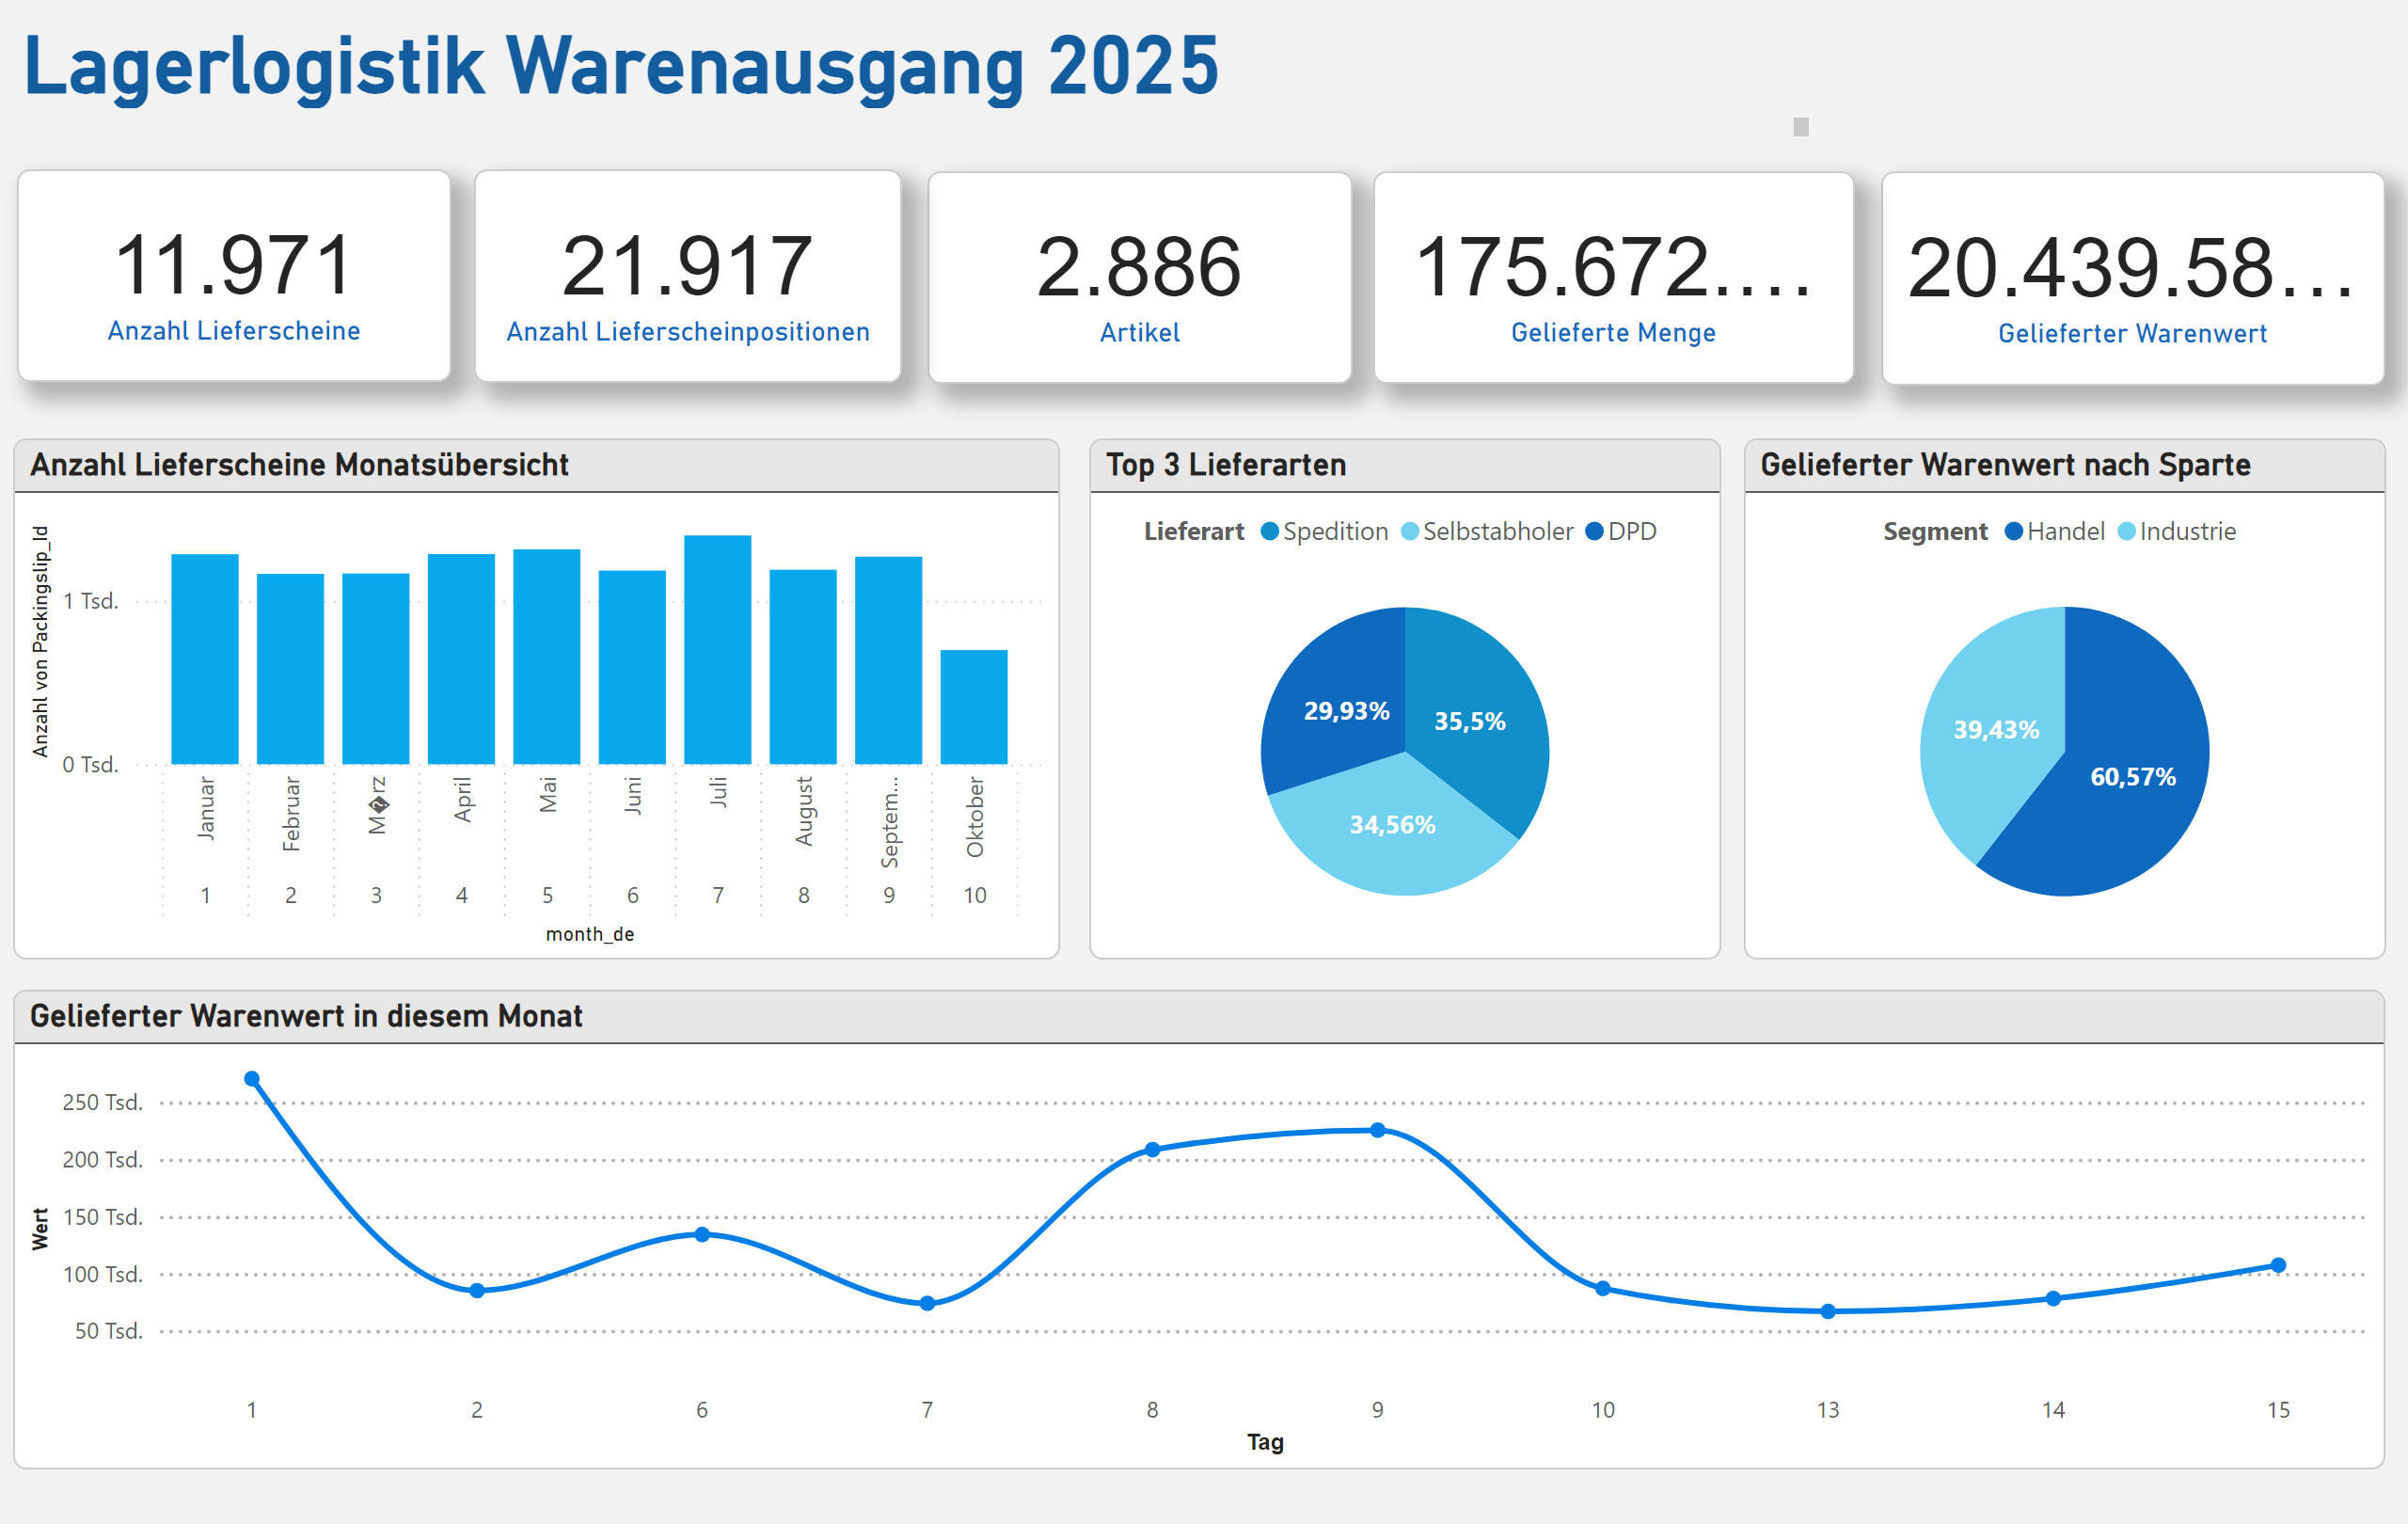 Lagerlogistik Warenausgang 2025
11.971
Anzahl Lieferscheine
21.917
Anzahl Lieferscheinpositionen
2.886
Artikel
175.672....
Gelieferte Menge
20.439.58...
Gelieferter Warenwert
Anzahl Lieferscheine Monatsübersicht
Anzahl von Packingslip_Id
1 Tsd.
0 Tsd.
Januar
Februar
M�rz
April
Mai
Juni
Juli
August
Septem...
Oktober
1 2 3 4 5 6 7 8 9 10
month_de
Top 3 Lieferarten
Lieferart Spedition Selbstabholer DPD
29,93%
35,5%
34,56%
Gelieferter Warenwert nach Sparte
Segment Handel Industrie
39,43%
60,57%
Gelieferter Warenwert in diesem Monat
Wert
250 Tsd.
200 Tsd.
150 Tsd.
100 Tsd.
50 Tsd.
1 2 6 7 8 9 10 13 14 15
Tag